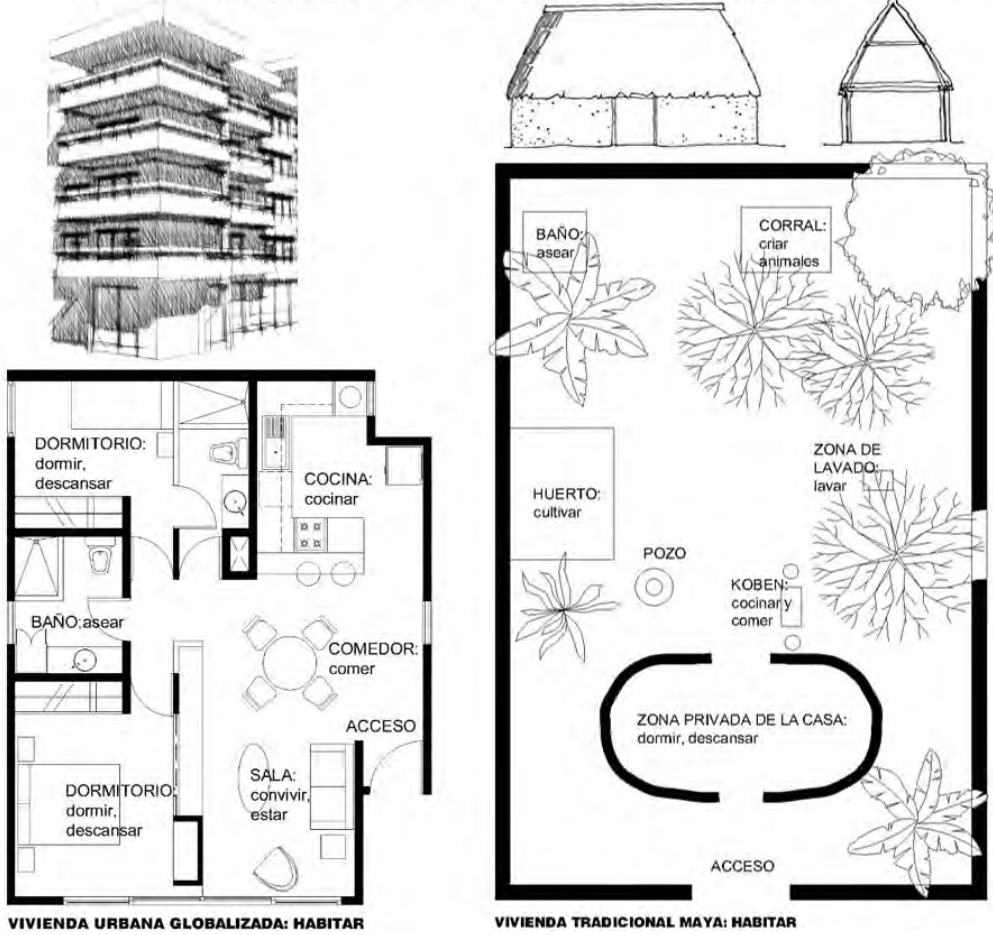 DORMITORIO:
dormir,
descansar
COCINA:
cocinar
BAÑO:asear
COMEDOR:
comer
ACCESO
DORMITORIO:
dormir,
descansar
SALA:
convivir,
estar
VIVIENDA URBANA GLOBALIZADA: HABITAR
BAÑO:
asear
CORRAL:
criar
animales
HUERTO:
cultivar
ZONA DE
LAVADO:
lavar
POZO
KOBEN:
cocinar y
comer
ZONA PRIVADA DE LA CASA:
dormir, descansar
ACCESO
VIVIENDA TRADICIONAL MAYA: HABITAR